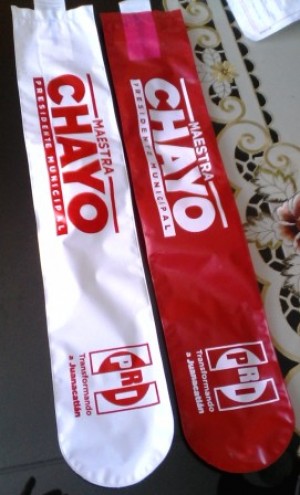 MAESTRA
CHAYO
PRESIDENTE MUNICIPAL
PRD
Transformando
a Juanacatlán
MAESTRA
CHAYO
PRESIDENTE MUNICIPAL
PRD
Transformando
a Juanacatlán